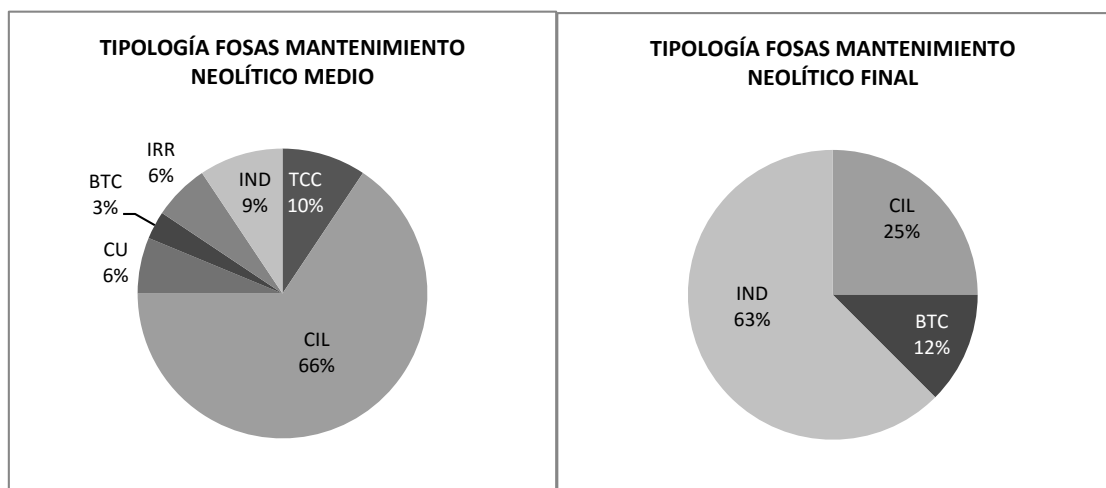 TIPOLOGÍA FOSAS MANTENIMIENTO
NEOLÍTICO MEDIO
IRR
6%
BTC
3%
CU
6%
IND
9%
TCC
10%
CIL
66%
TIPOLOGÍA FOSAS MANTENIMIENTO
NEOLÍTICO FINAL
CIL
25%
IND
63%
BTC
12%